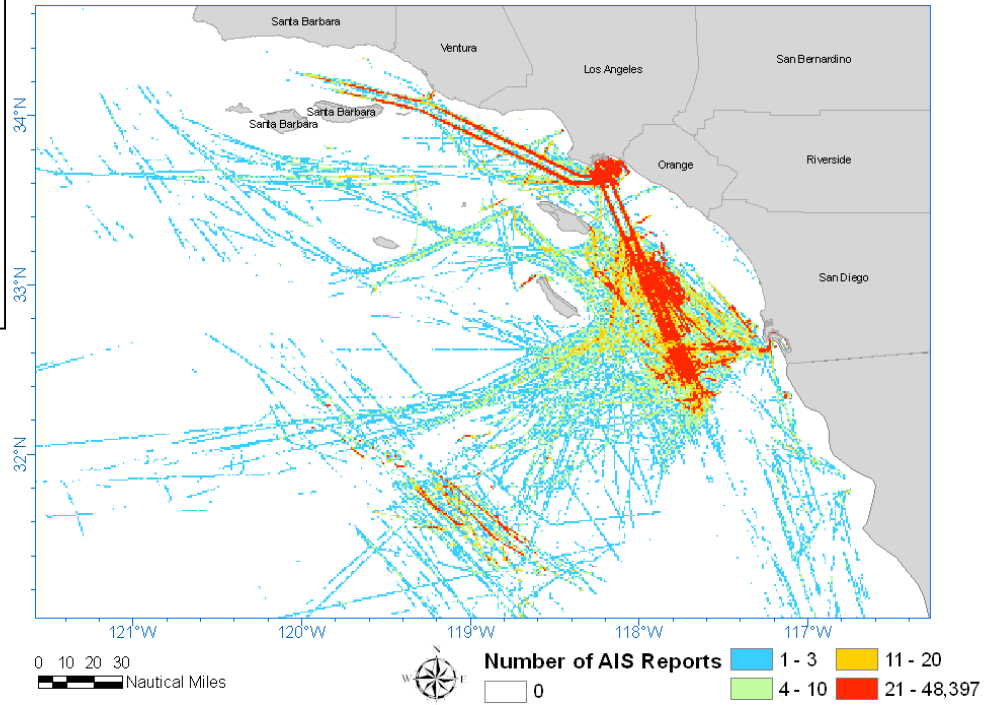 Santa Barbara
Ventura
Los Angeles
San Bernardino
34°N
Santa Barbara
Santa Barbara
Orange
Riverside
33°N
San Diego
32°N
121°W 120°W 119°W 118°W 117°W
0 10 20 30
Nautical Miles
N
W E
S
Number of AIS Reports
0
1 - 3
4 - 10
11 - 20
21 - 48,397